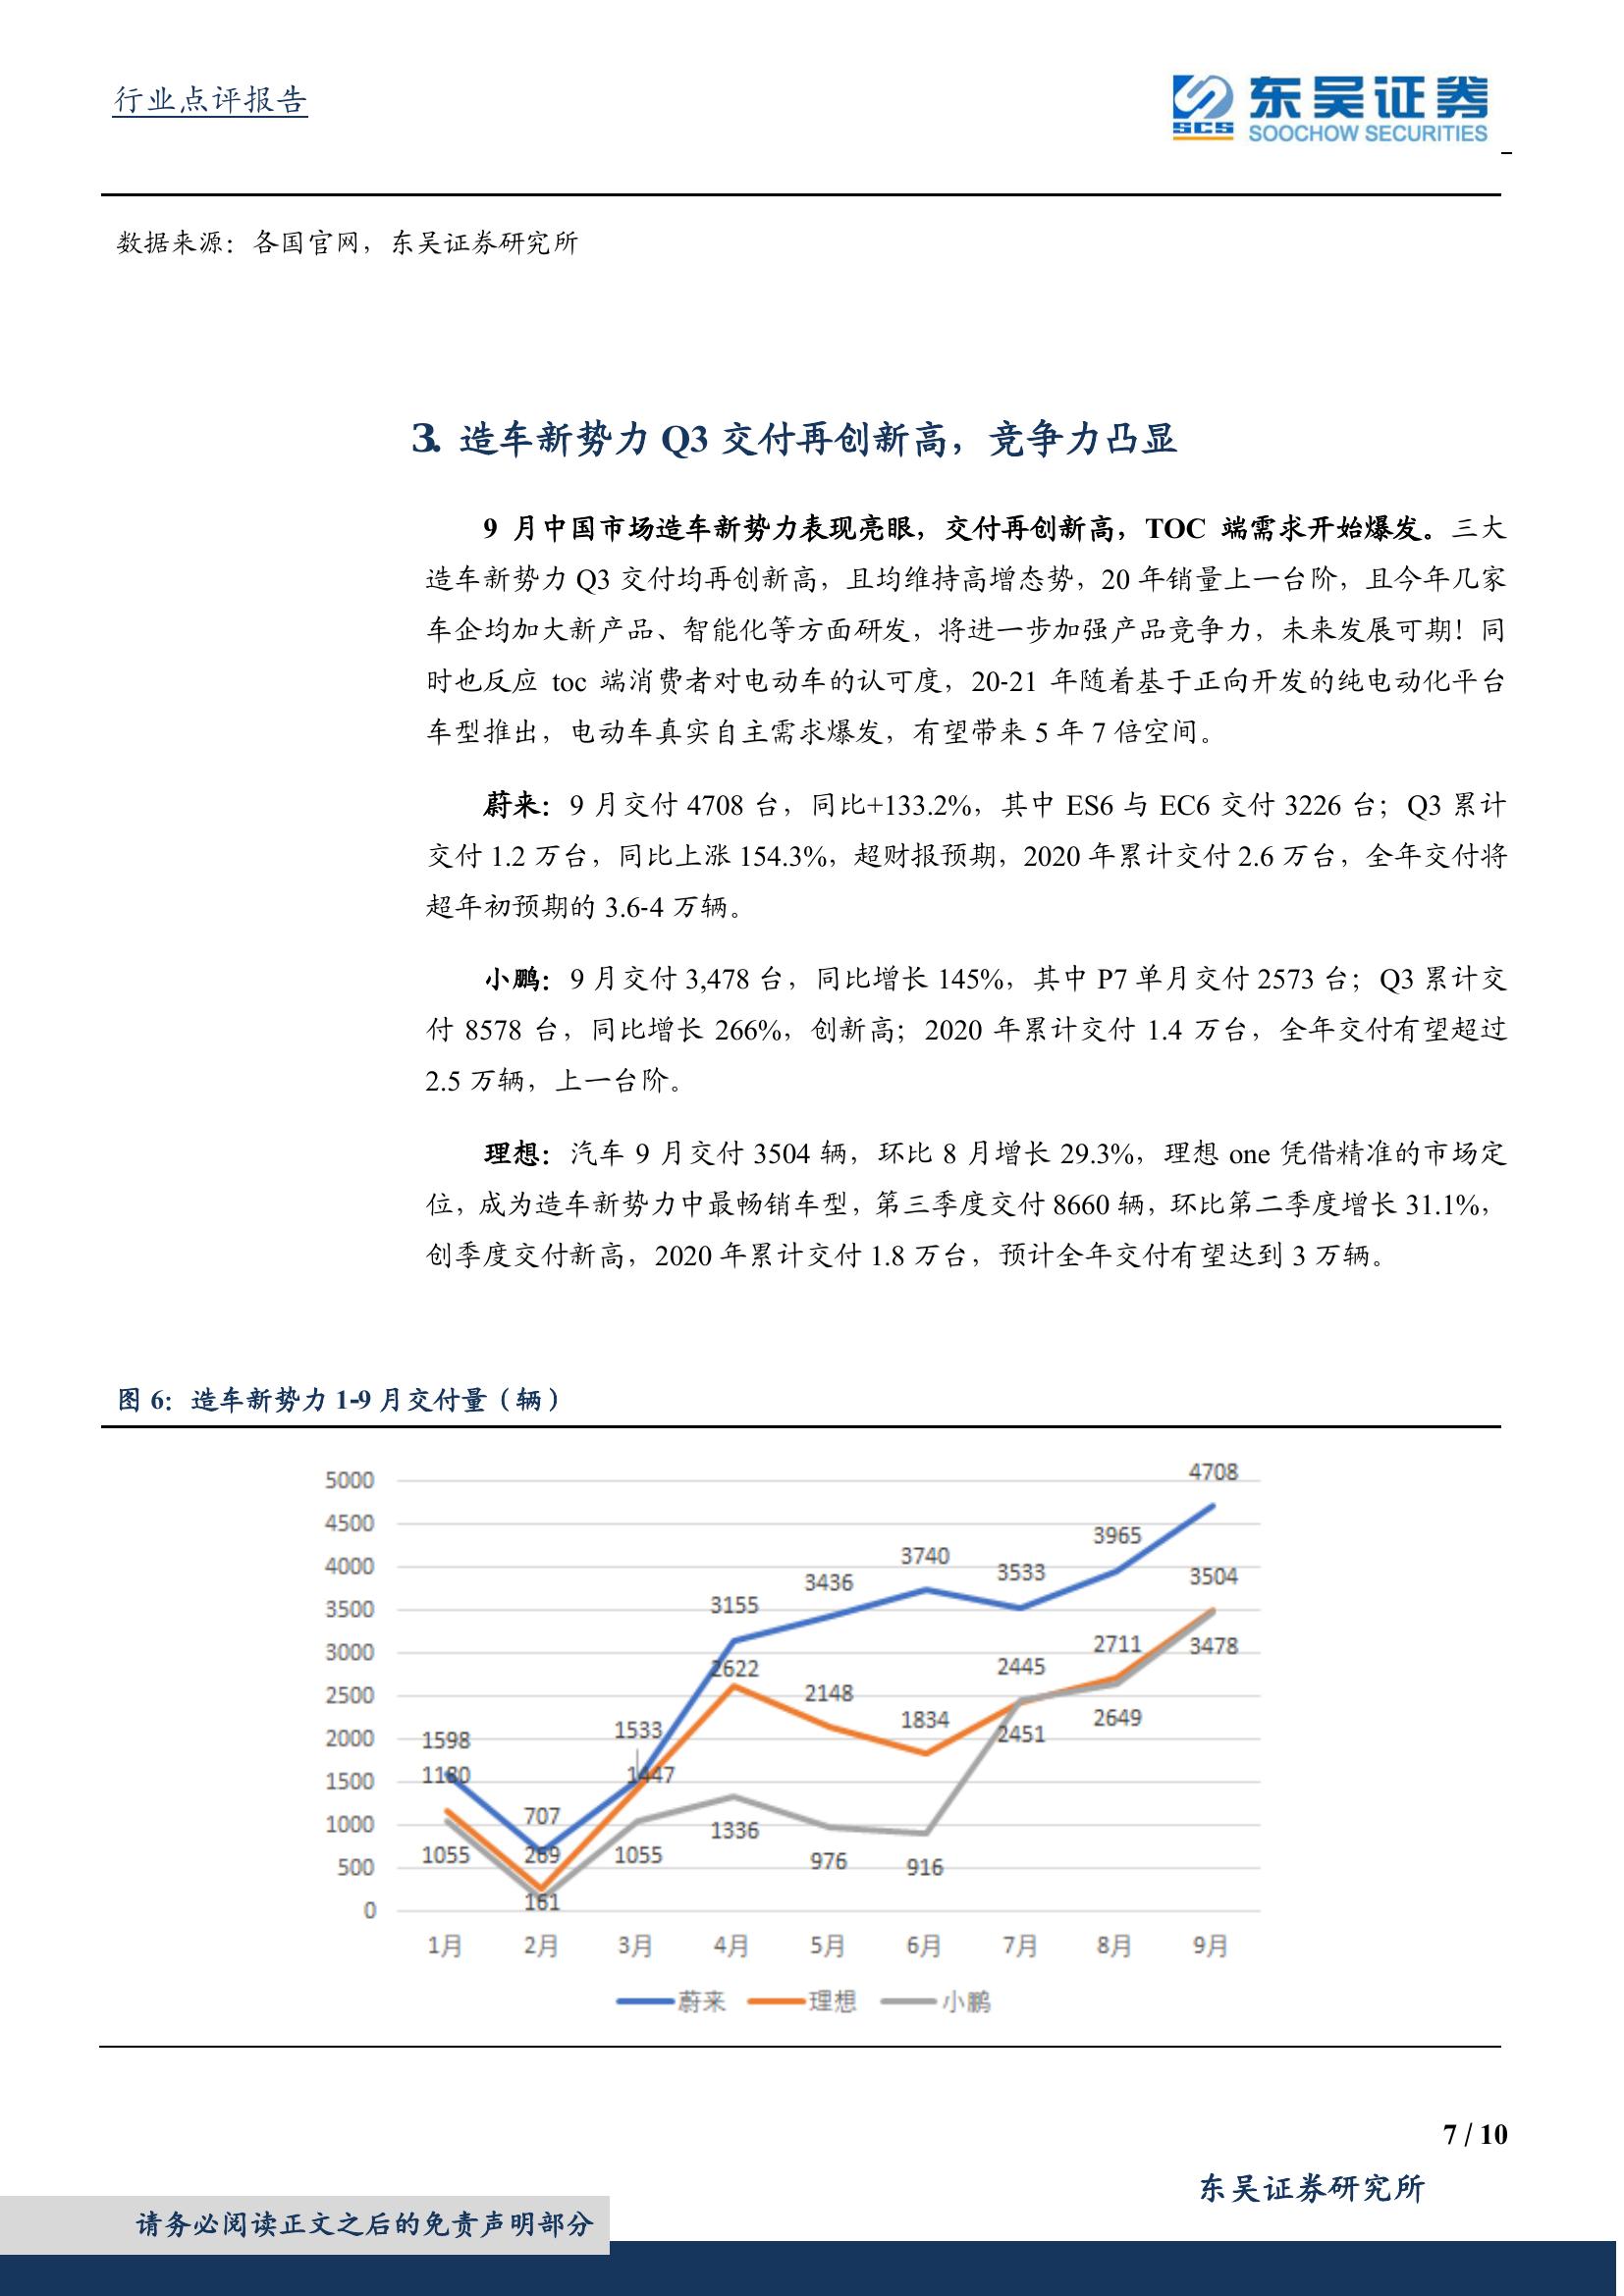 行业点评报告
SCS 东吴证券
SOOCHOW SECURITIES
数据来源：各国官网，东吴证券研究所
3. 造车新势力 Q3 交付再创新高，竞争力凸显
9 月中国市场造车新势力表现亮眼，交付再创新高，TOC 端需求开始爆发。三大
造车新势力 Q3 交付均再创新高，且均维持高增态势，20 年销量上一台阶，且今年几家
车企均加大新产品、智能化等方面研发，将进一步加强产品竞争力，未来发展可期！同
时也反应 toc 端消费者对电动车的认可度，20-21 年随着基于正向开发的纯电动化平台
车型推出，电动车真实自主需求爆发，有望带来 5 年 7 倍空间。
蔚来：9 月交付 4708 台，同比+133.2%，其中 ES6 与 EC6 交付 3226 台；Q3 累计
交付 1.2 万台，同比上涨 154.3%，超财报预期，2020 年累计交付 2.6 万台，全年交付将
超年初预期的 3.6-4 万辆。
小鹏：9 月交付 3,478 台，同比增长 145%，其中 P7 单月交付 2573 台；Q3 累计交
付 8578 台，同比增长 266%，创新高；2020 年累计交付 1.4 万台，全年交付有望超过
2.5 万辆，上一台阶。
理想：汽车 9 月交付 3504 辆，环比 8 月增长 29.3%，理想 one 凭借精准的市场定
位，成为造车新势力中最畅销车型，第三季度交付 8660 辆，环比第二季度增长 31.1%，
创季度交付新高，2020 年累计交付 1.8 万台，预计全年交付有望达到 3 万辆。
图 6：造车新势力 1-9 月交付量（辆）
5000
4500
4000
3500
3000
2500
2000
1500
1000
500
0
1598 707 1533 3155 3436 3740 3533 3965 4708
1180 269 1447 2622 2148 1834 2445 2711 3504
1055 161 1055 1336 976 916 2451 2649 3478
1月 2月 3月 4月 5月 6月 7月 8月 9月
蔚来 理想 小鹏
7 / 10
东吴证券研究所
请务必阅读正文之后的免责声明部分